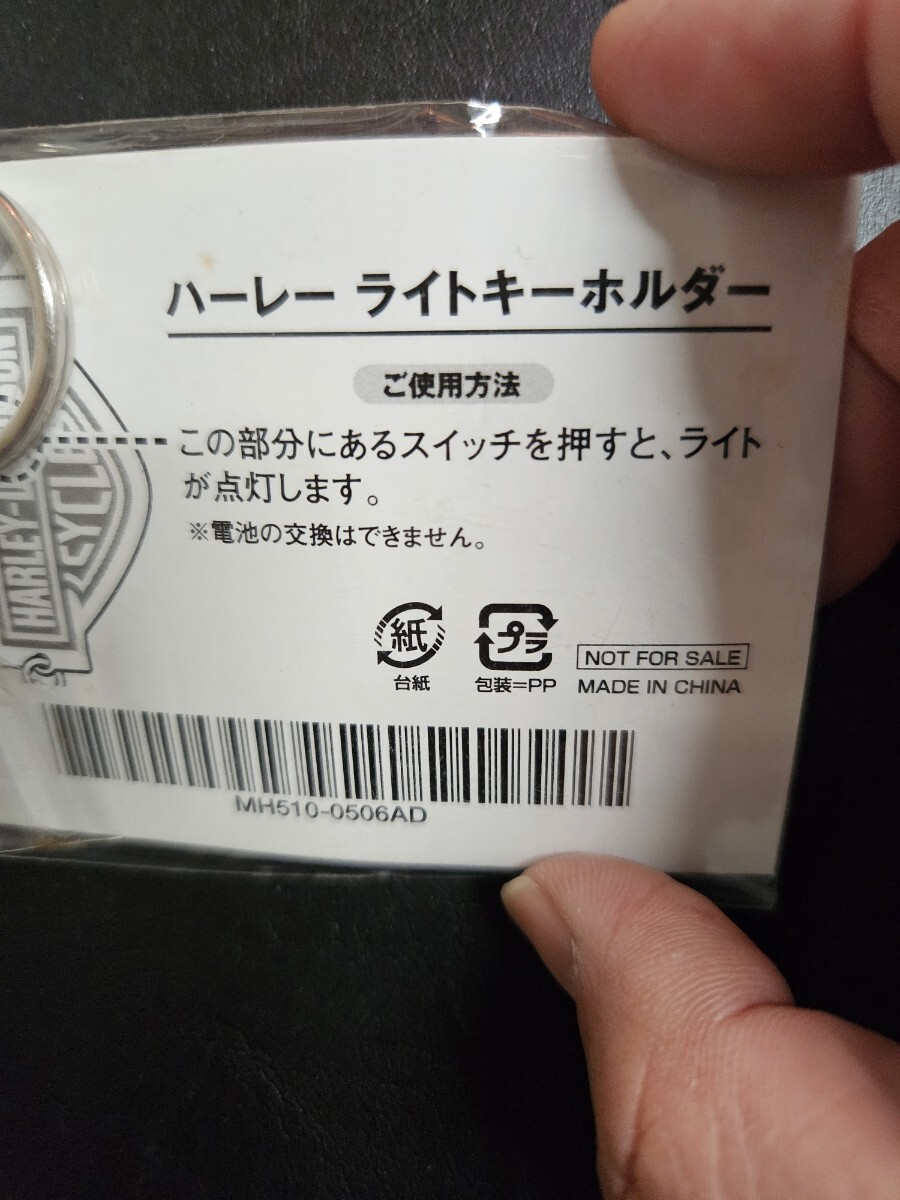 ハーレー ライトキーホルダー
ご使用方法
この部分にあるスイッチを押すと、ライト
が点灯します。
※電池の交換はできません。
HARLEY-
CYCL
紙
台紙
プラ
包装=PP
NOT FOR SALE
MADE IN CHINA
MH510-0506AD